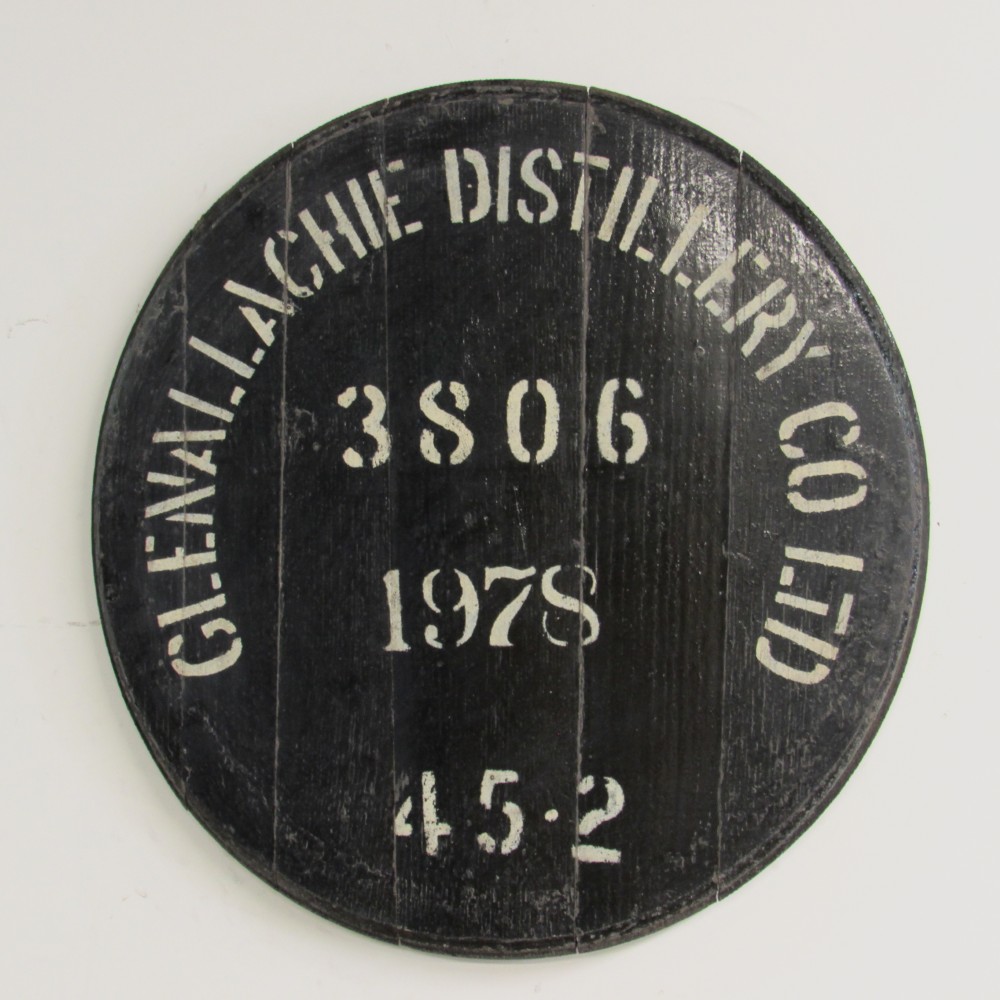 GLENALLACHIE DISTILLERY CO LTD
3806
1978
45·2